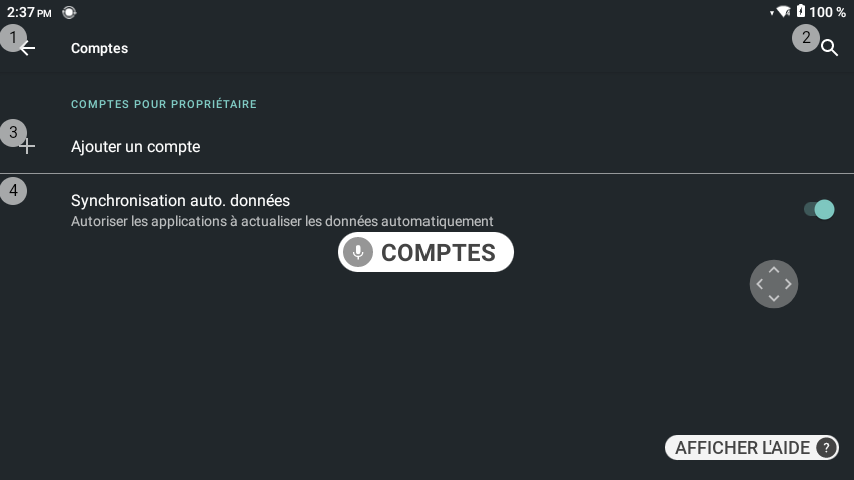 2:37 PM 100 %
1 2
Comptes
COMPTES POUR PROPRIÉTAIRE
3
Ajouter un compte
4
Synchronisation auto. données
Autoriser les applications à actualiser les données automatiquement
COMPTES
AFFICHER L'AIDE ?